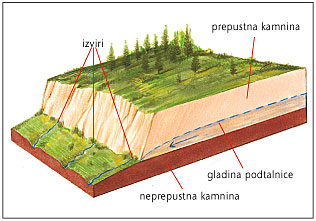 prepustna kamnina
izviri
gladina podtalnice
neprepustna kamnina